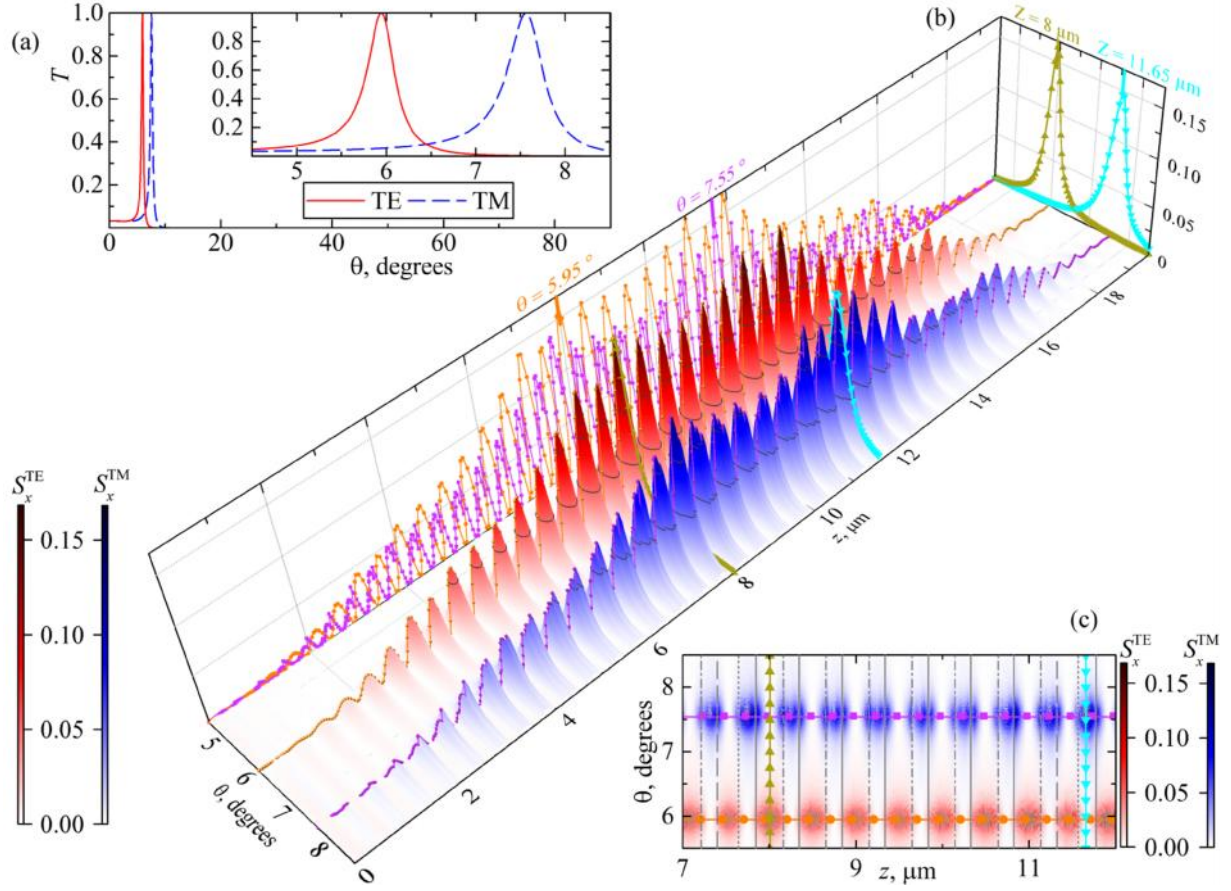 (a)
T
1.0
0.8
0.6
0.4
0.2
0
20
40
60
80
θ, degrees
0.8
0.6
0.4
0.2
5
6
7
8
TE
TM
(b)
Z = 8 μm
Z = 11.65 μm
0.15
0.10
0.05
0
θ = 7.55 °
θ = 5.95 °
5
6
7
8
θ, degrees
0
2
4
6
8
10
12
14
16
18
z, μm
S_x^TE
S_x^TM
0.15
0.10
0.05
0.00
(c)
8
7
6
θ, degrees
7
9
11
z, μm
S_x^TE
S_x^TM
0.15
0.10
0.05
0.00